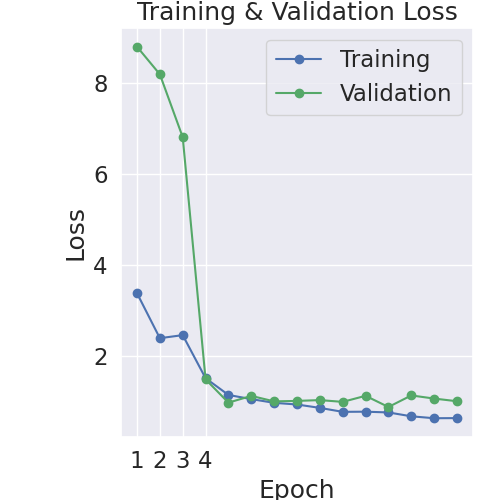 Training & Validation Loss
Training
Validation
8
6
4
2
Loss
1 2 3 4
Epoch